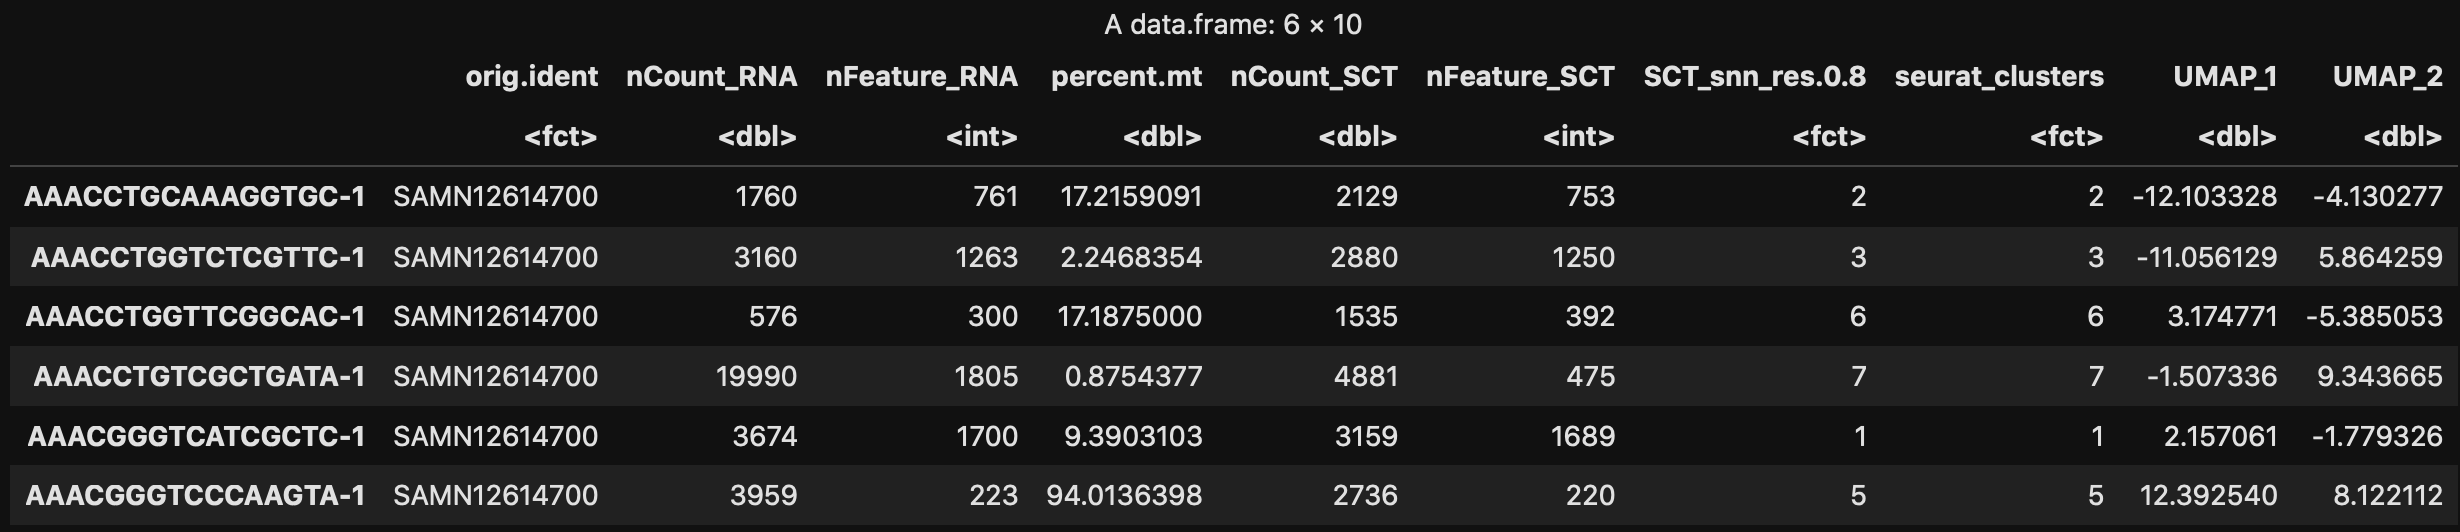 A data.frame: 6 × 10
orig.ident nCount_RNA nFeature_RNA percent.mt nCount_SCT nFeature_SCT SCT_snn_res.0.8 seurat_clusters UMAP_1 UMAP_2
<fct> <dbl> <int> <dbl> <dbl> <int> <fct> <fct> <dbl> <dbl>
AAACCTGCAAAGGTGC-1 SAMN12614700 1760 761 17.2159091 2129 753 2 2 -12.103328 -4.130277
AAACCTGGTCTCGTTC-1 SAMN12614700 3160 1263 2.2468354 2880 1250 3 3 -11.056129 5.864259
AAACCTGGTTCGGCAC-1 SAMN12614700 576 300 17.1875000 1535 392 6 6 3.174771 -5.385053
AAACCTGTCGCTGATA-1 SAMN12614700 19990 1805 0.8754377 4881 475 7 7 -1.507336 9.343665
AAACGGGTCATCGCTC-1 SAMN12614700 3674 1700 9.3903103 3159 1689 1 1 2.157061 -1.779326
AAACGGGTCCCAAGTA-1 SAMN12614700 3959 223 94.0136398 2736 220 5 5 12.392540 8.122112